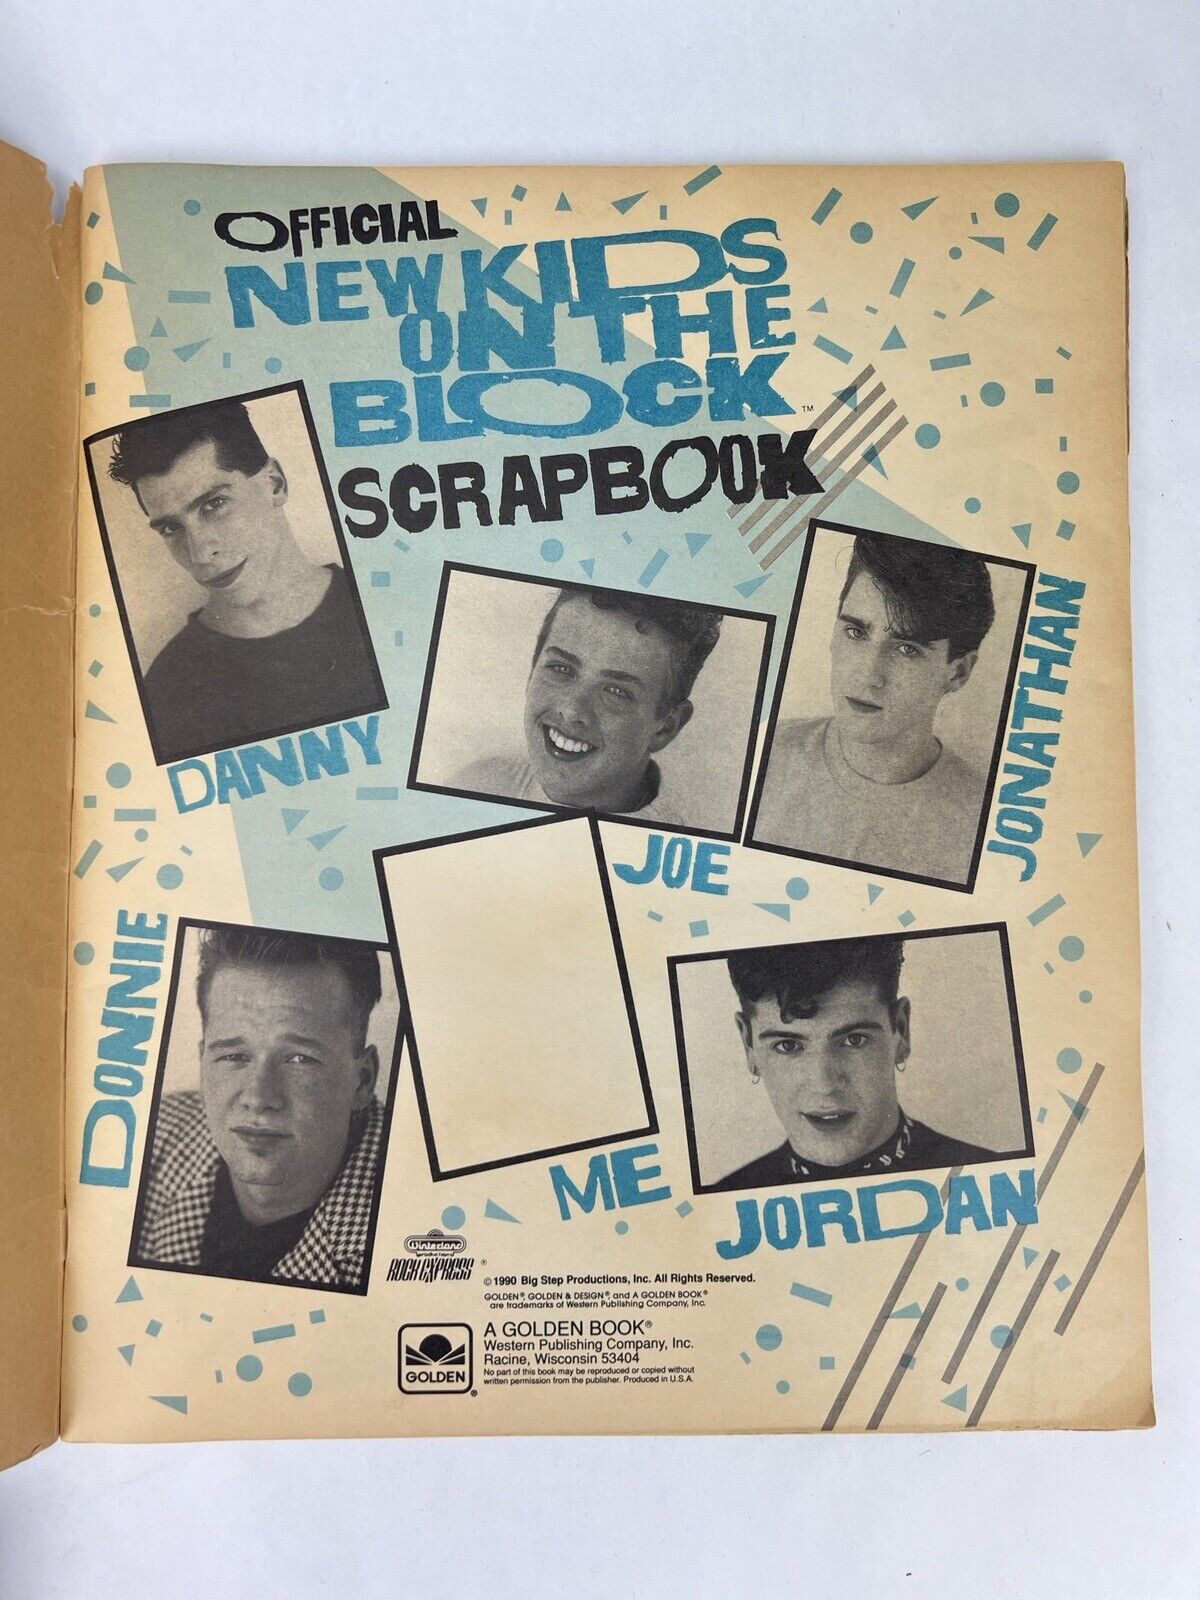 OFFICIAL
NEW KIDS
ON THE
BLOCK™
SCRAPBOOK
DANNY
JOE
JONATHAN
DONNIE
ME
JORDAN
Winterland
PRODUCTIONS
ROCK EXPRESS®
©1990 Big Step Productions, Inc. All Rights Reserved.
GOLDEN®, GOLDEN & DESIGN®, and A GOLDEN BOOK®
are trademarks of Western Publishing Company, Inc.
GOLDEN®
A GOLDEN BOOK®
Western Publishing Company, Inc.
Racine, Wisconsin 53404
No part of this book may be reproduced or copied without
written permission from the publisher. Produced in U.S.A.